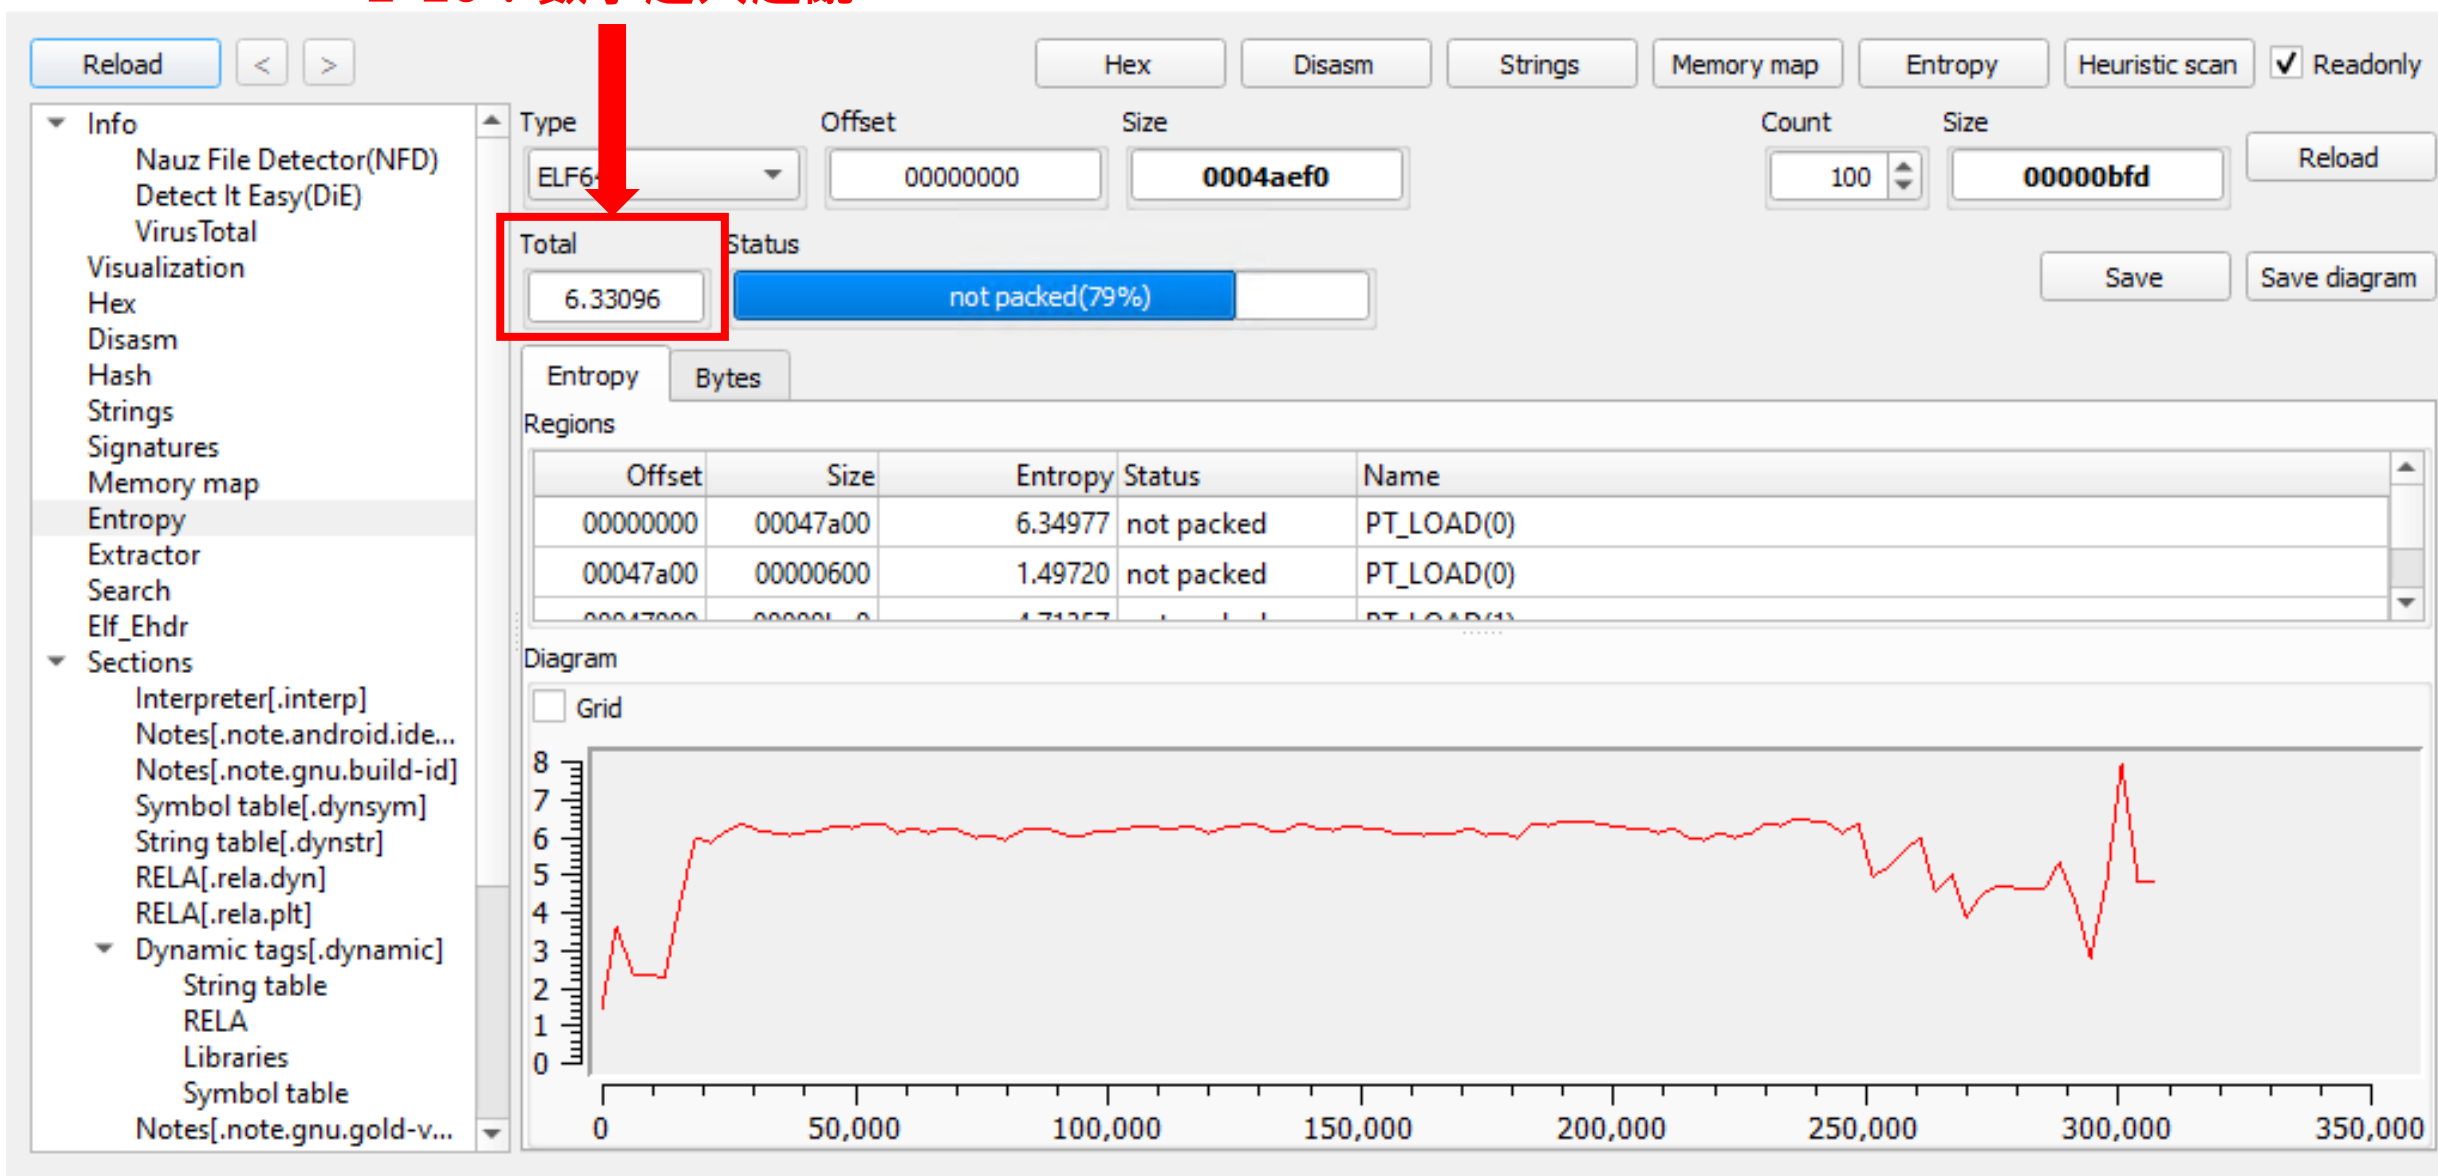 Reload < > Hex Disasm Strings Memory map Entropy Heuristic scan Readonly
Info
Nauz File Detector(NFD)
Detect It Easy(DiE)
VirusTotal
Visualization
Hex
Disasm
Hash
Strings
Signatures
Memory map
Entropy
Extractor
Search
Elf_Ehdr
Sections
Interpreter[.interp]
Notes[.note.android.ide...
Notes[.note.gnu.build-id]
Symbol table[.dynsym]
String table[.dynstr]
RELA[.rela.dyn]
RELA[.rela.plt]
Dynamic tags[.dynamic]
String table
RELA
Libraries
Symbol table
Notes[.note.gnu.gold-v...
Type Offset Size Count Size
00000000 0004aef0 100 00000bfd Reload
Total Status
6.33096 not packed(79%) Save Save diagram
Entropy Bytes
Regions
Offset Size Entropy Status Name
00000000 00047a00 6.34977 not packed PT_LOAD(0)
00047a00 00000600 1.49720 not packed PT_LOAD(0)
Diagram
Grid
8
7
6
5
4
3
2
1
0
0 50,000 100,000 150,000 200,000 250,000 300,000 350,000